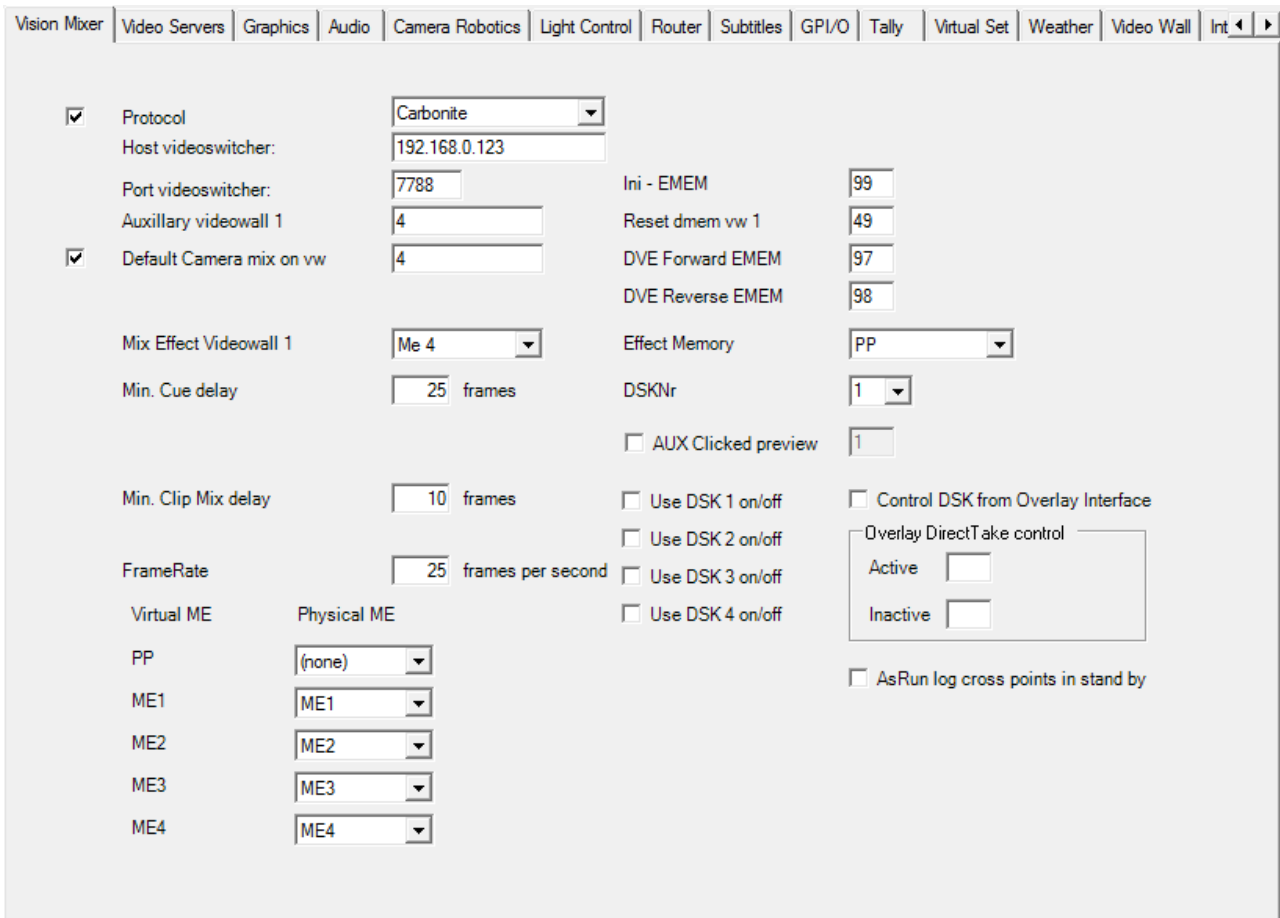 Vision Mixer Video Servers Graphics Audio Camera Robotics Light Control Router Subtitles GPI/O Tally Virtual Set Weather Video Wall Int
Protocol Carbonite
Host videoswitcher: 192.168.0.123
Port videoswitcher: 7788 Ini - EMEM 99
Auxillary videowall 1 4 Reset dmem vw 1 49
Default Camera mix on vw 4 DVE Forward EMEM 97
DVE Reverse EMEM 98
Mix Effect Videowall 1 Me 4 Effect Memory PP
Min. Cue delay 25 frames DSKNr 1
AUX Clicked preview 1
Min. Clip Mix delay 10 frames Use DSK 1 on/off Control DSK from Overlay Interface
Use DSK 2 on/off Overlay DirectTake control
FrameRate 25 frames per second Use DSK 3 on/off Active
Virtual ME Physical ME Use DSK 4 on/off Inactive
PP (none)
AsRun log cross points in stand by
ME1 ME1
ME2 ME2
ME3 ME3
ME4 ME4